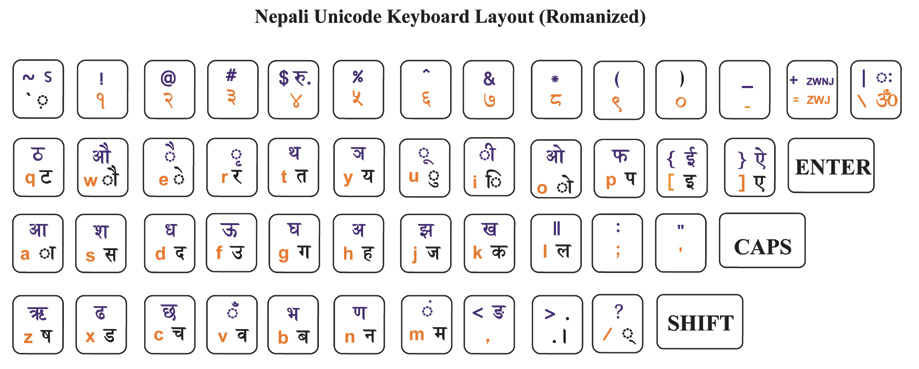 Nepali Unicode Keyboard Layout (Romanized)
~ ऽ ! @ # $ रु. % ^ & * ( ) _ + ZWNJ | ः
` ़ १ २ ३ ४ ५ ६ ७ ८ ९ ० - = ZWJ \ ॐ
ठ औ ै ृ थ ञ ू ी ओ फ { ई } ऐ ENTER
q ट w ौ e े r र t त y य u ु i ि o ो p प [ इ ] ए
आ श ध ऊ घ अ झ ख ॥ : " CAPS
a ा s स d द f उ g ग h ह j ज k क l ल ; '
ऋ ढ छ ँ भ ण ं < ङ > . ? SHIFT
z ष x ड c च v व b ब n न m म , .। / ्